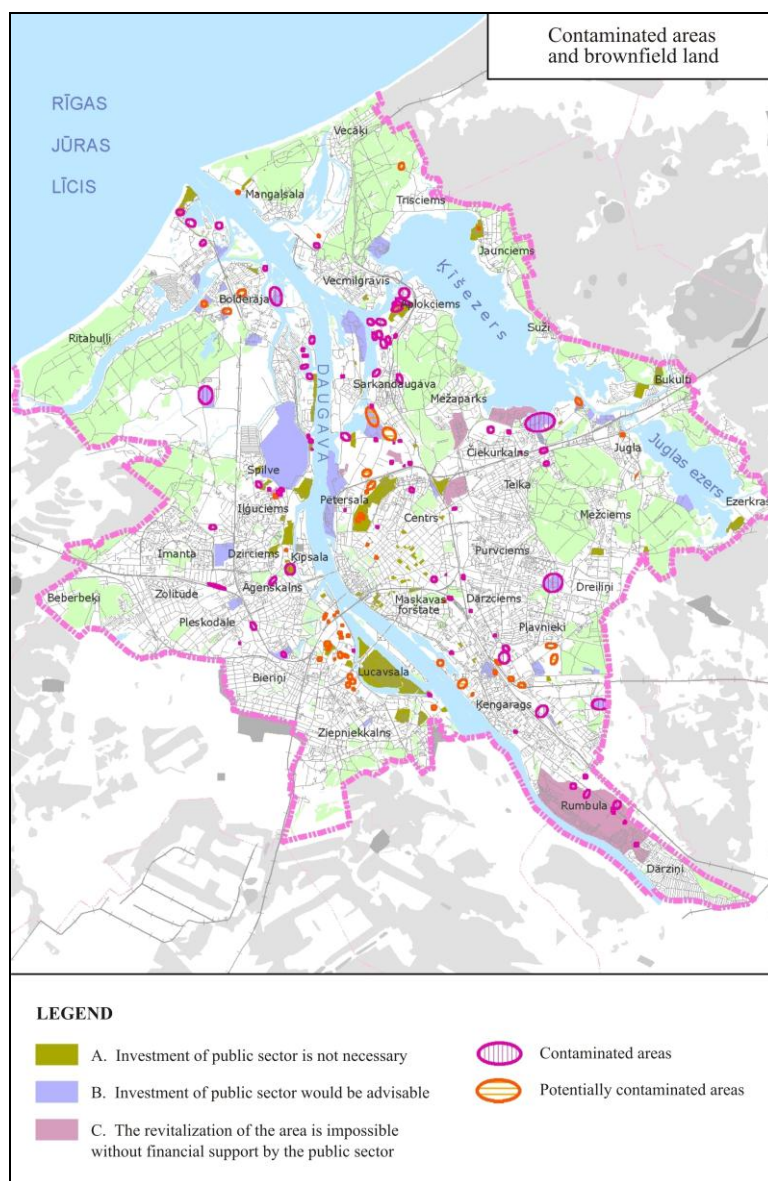 Contaminated areas
and brownfield land
RĪGAS
JŪRAS
LĪCIS
Vecāķi
Mangaļsala
Trīsciems
Jaunciems
Vecmīlgrāvis
Ķīšezers
Bolderāja
Aplokciems
Suži
Rītabuļļi
DAUGAVA
Sarkandaugava
Mežaparks
Bukulti
Čiekurkalns
Jugla
Juglas ezers
Spilve
Teika
Ezerkrasti
Iļģuciems
Pētersala
Centrs
Mežciems
Imanta
Dzirciems
Ķīpsala
Purvciems
Zolitūde
Āgenskalns
Beberbeķi
Maskavas
forštate
Dārzciems
Dreiliņi
Pleskodāle
Pļavnieki
Bieriņi
Lucavsala
Ķengarags
Ziepniekkalns
Rumbula
Dārziņi
LEGEND
A. Investment of public sector is not necessary
B. Investment of public sector would be advisable
C. The revitalization of the area is impossible
without financial support by the public sector
Contaminated areas
Potentially contaminated areas